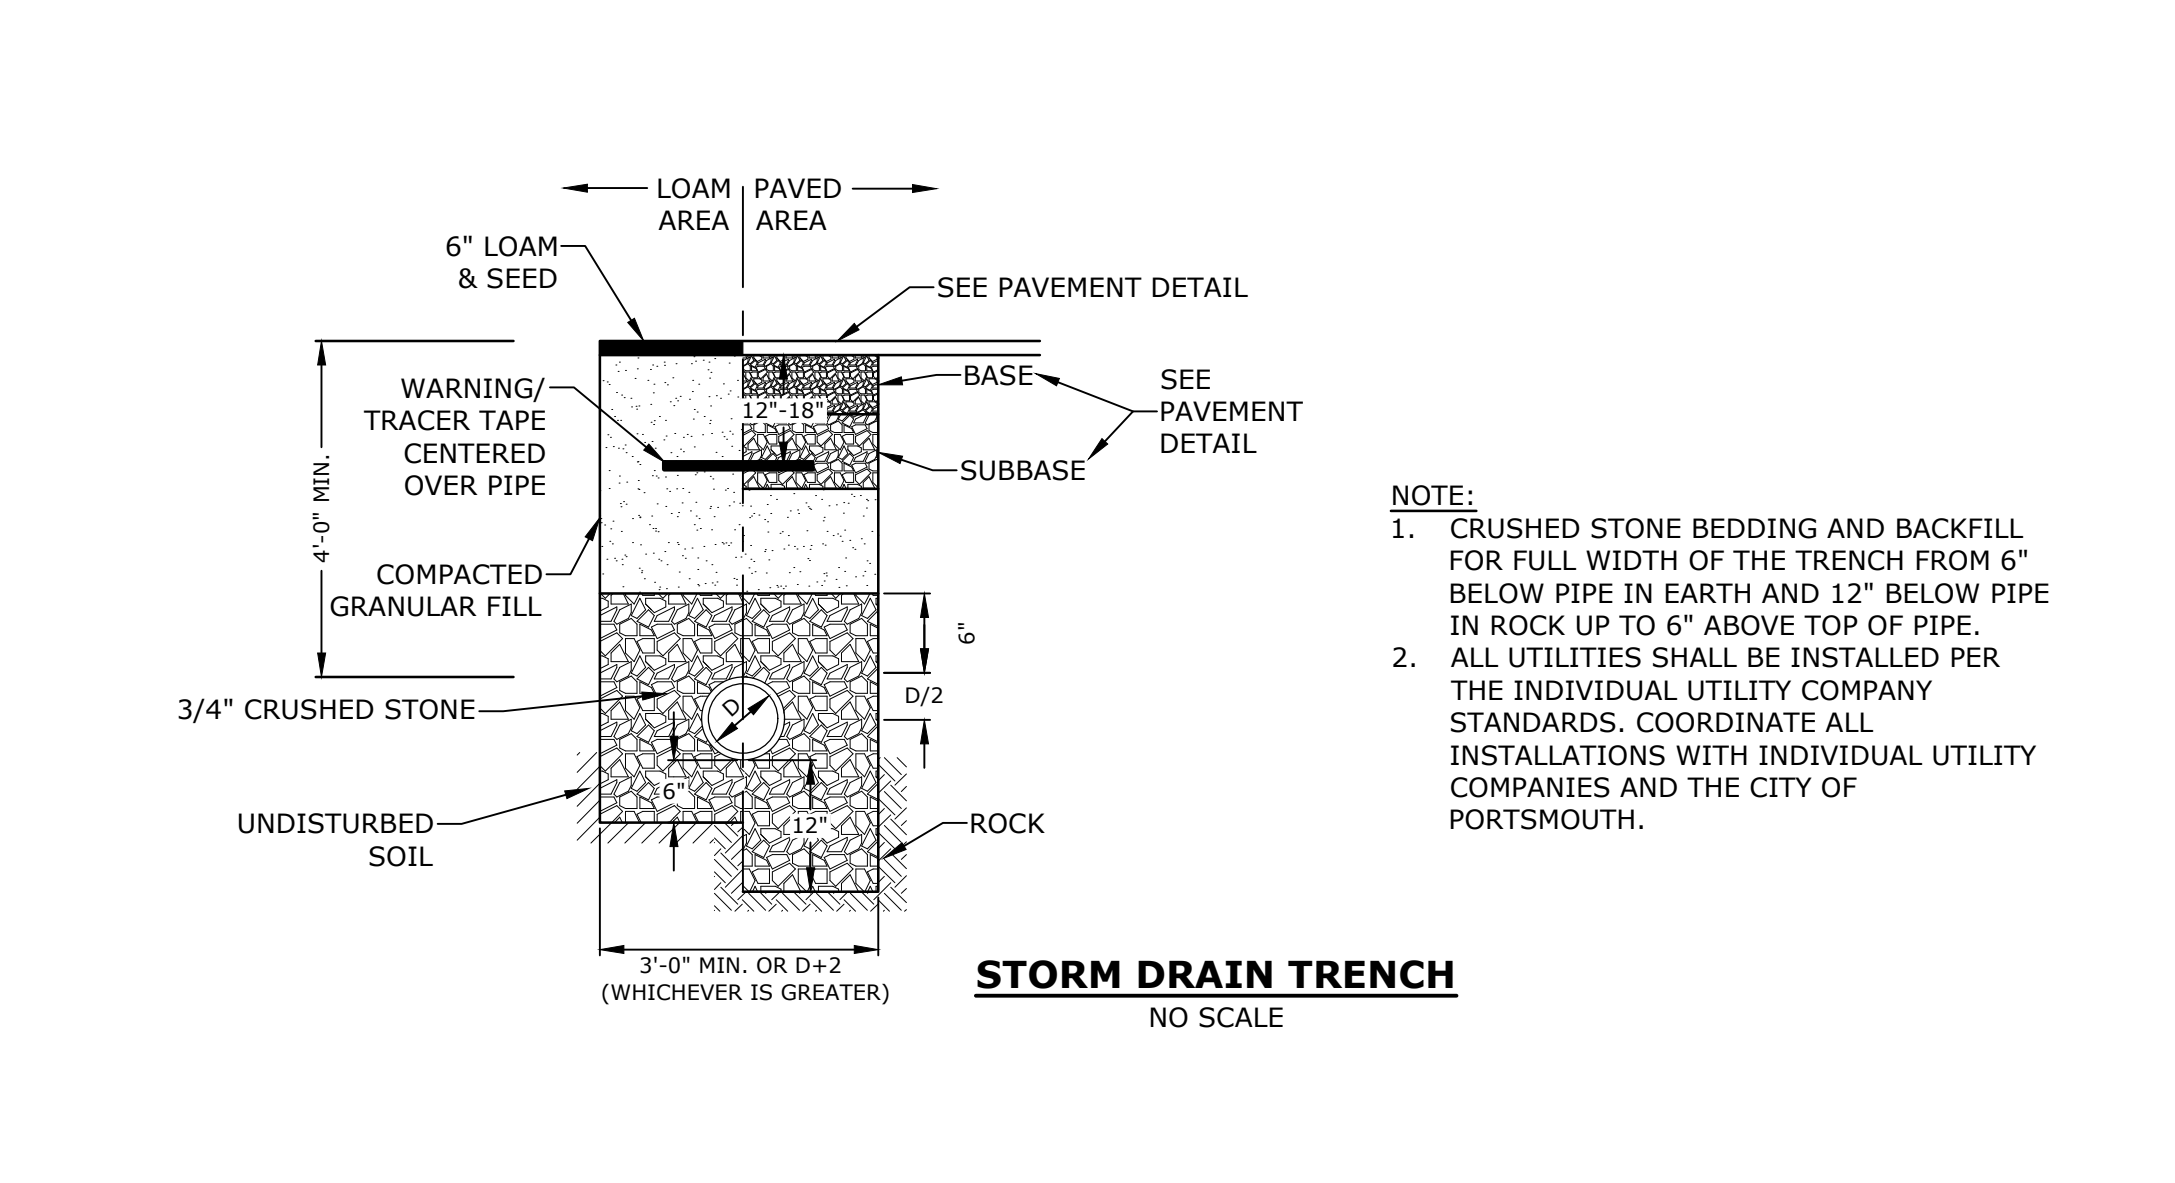 LOAM AREA
PAVED AREA
6" LOAM
& SEED
SEE PAVEMENT DETAIL
WARNING/
TRACER TAPE
CENTERED
OVER PIPE
BASE
SEE
PAVEMENT
DETAIL
12"-18"
SUBBASE
4'-0" MIN.
COMPACTED
GRANULAR FILL
6"
D/2
3/4" CRUSHED STONE
D
6"
12"
UNDISTURBED
SOIL
ROCK
3'-0" MIN. OR D+2
(WHICHEVER IS GREATER)
STORM DRAIN TRENCH
NO SCALE
NOTE:
1. CRUSHED STONE BEDDING AND BACKFILL
FOR FULL WIDTH OF THE TRENCH FROM 6"
BELOW PIPE IN EARTH AND 12" BELOW PIPE
IN ROCK UP TO 6" ABOVE TOP OF PIPE.
2. ALL UTILITIES SHALL BE INSTALLED PER
THE INDIVIDUAL UTILITY COMPANY
STANDARDS. COORDINATE ALL
INSTALLATIONS WITH INDIVIDUAL UTILITY
COMPANIES AND THE CITY OF
PORTSMOUTH.